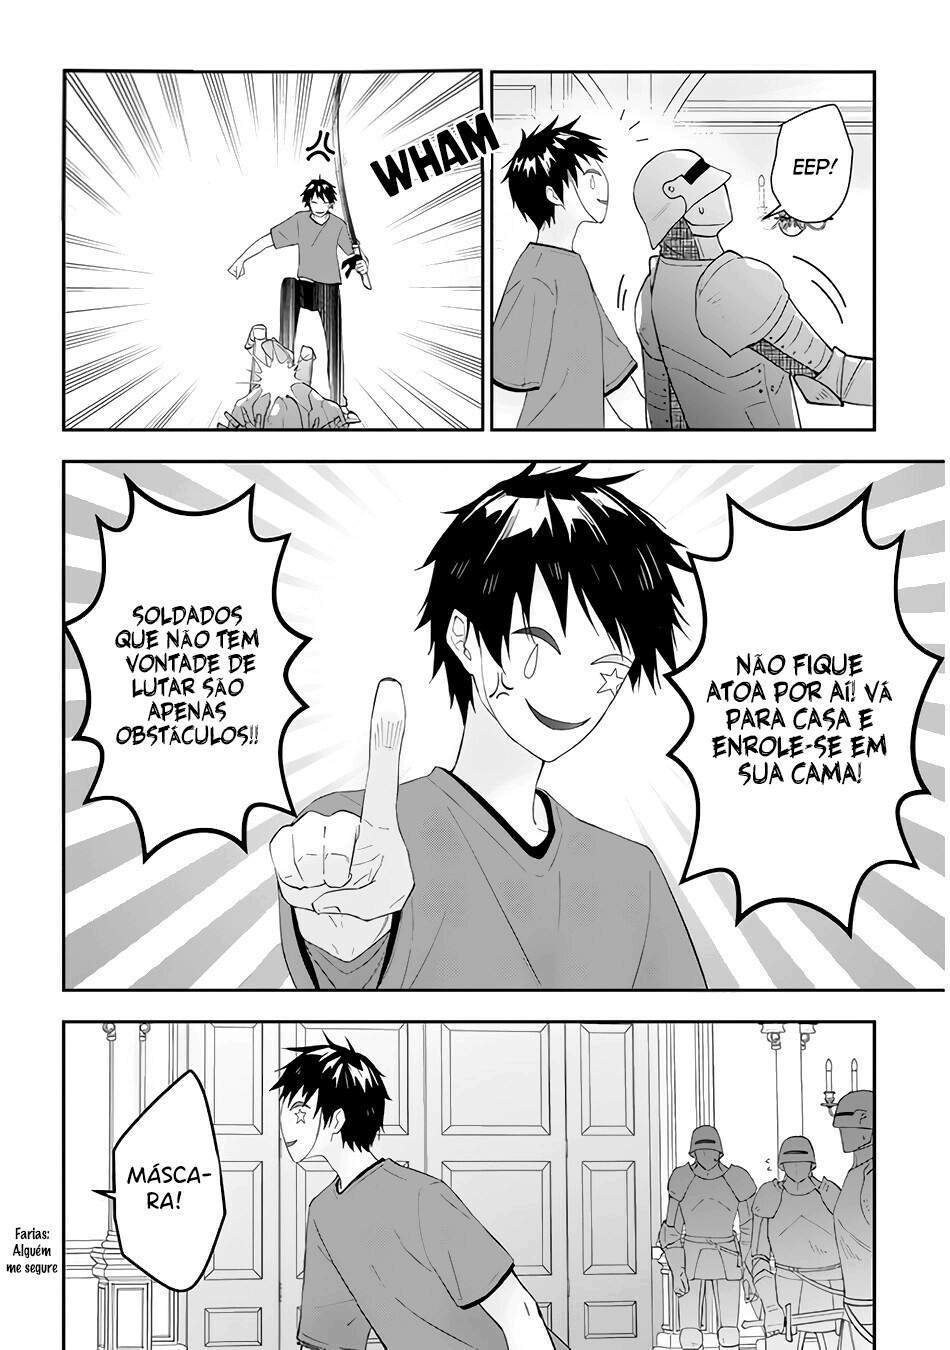 EEP!
WHAM
NÃO FIQUE
ATOA POR AÍ! VÁ
PARA CASA E
ENROLE-SE EM
SUA CAMA!
SOLDADOS
QUE NÃO TEM
VONTADE DE
LUTAR SÃO
APENAS
OBSTÁCULOS!!
MÁSCA-
RA!
Farias:
Alguém
me segure